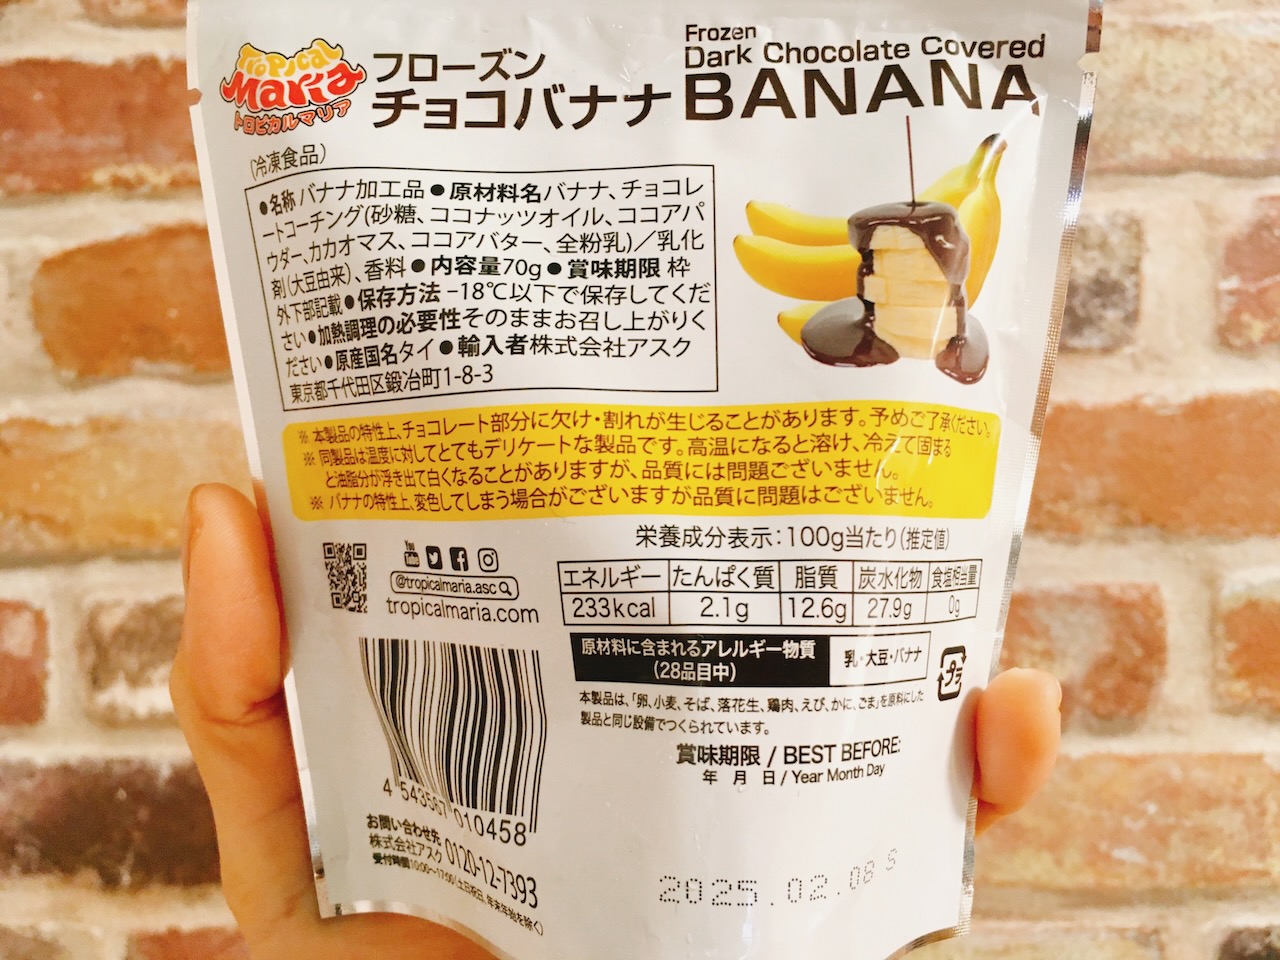 Tropical
Maria
トロピカルマリア
フローズン
チョコバナナ
Frozen
Dark Chocolate Covered
BANANA
(冷凍食品)
●名称 バナナ加工品 ●原材料名 バナナ、チョコレ
ートコーチング(砂糖、ココナッツオイル、ココアパ
ウダー、カカオマス、ココアバター、全粉乳)／乳化
剤(大豆由来)、香料 ●内容量70g ●賞味期限 枠
外下部記載 ●保存方法 −18℃以下で保存してくだ
さい ●加熱調理の必要性 そのままお召し上がりく
ださい ●原産国名 タイ ●輸入者 株式会社アスク
東京都千代田区鍛冶町1-8-3
※ 本製品の特性上、チョコレート部分に欠け・割れが生じることがあります。予めご了承ください。
※ 同製品は温度に対してとてもデリケートな製品です。高温になると溶け、冷えて固まる
と油脂分が浮き出て白くなることがありますが、品質には問題ございません。
※ バナナの特性上、変色してしまう場合がございますが品質に問題はございません。
You Tube
@tropicalmaria.asc
tropicalmaria.com
栄養成分表示：100g当たり(推定値)
エネルギー たんぱく質 脂質 炭水化物 食塩相当量
233kcal 2.1g 12.6g 27.9g 0g
原材料に含まれるアレルギー物質
(28品目中)
乳・大豆・バナナ
プラ
本製品は、「卵、小麦、そば、落花生、鶏肉、えび、かに、ごま」を原料にした
製品と同じ設備でつくられています。
賞味期限 / BEST BEFORE:
年 月 日 / Year Month Day
4 543567 010458
お問い合わせ先
株式会社アスク 0120-12-7393
受付時間10:00〜17:00(土日祝日、年末年始を除く)
2025.02.08 S